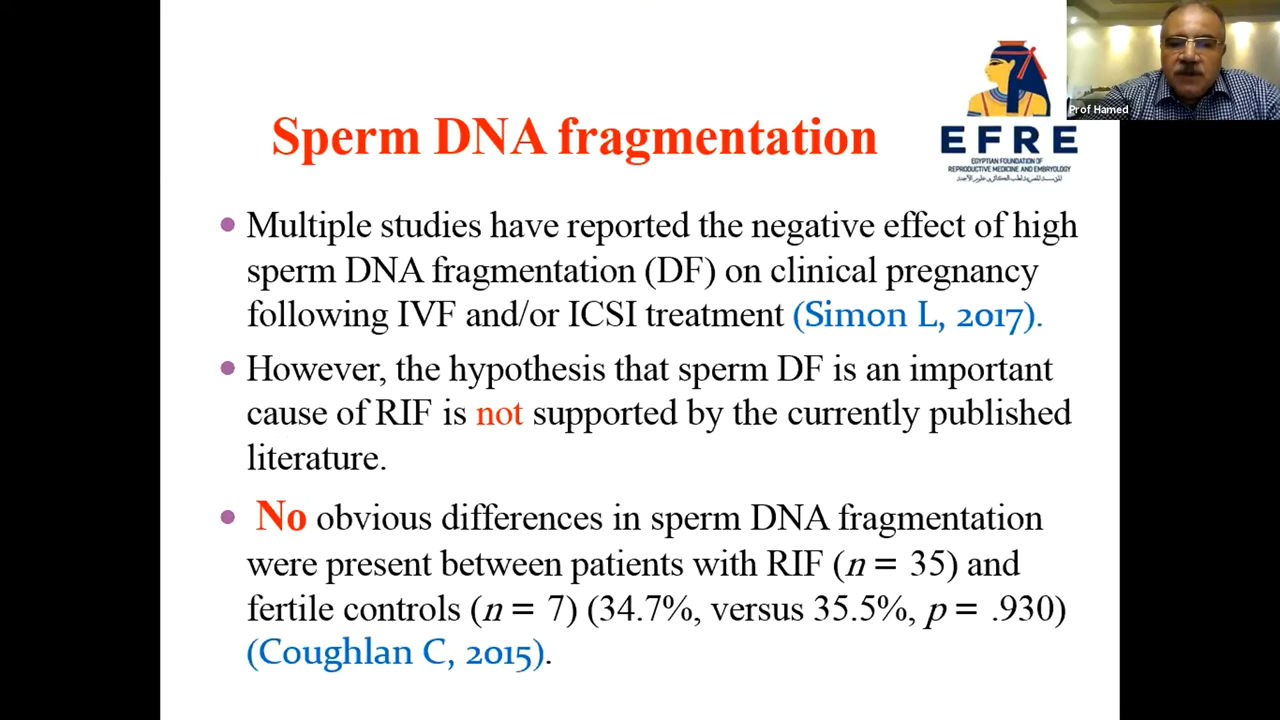 Prof Hamed
EFRE
EGYPTIAN FOUNDATION OF
REPRODUCTIVE MEDICINE AND EMBRYOLOGY
Sperm DNA fragmentation
• Multiple studies have reported the negative effect of high
sperm DNA fragmentation (DF) on clinical pregnancy
following IVF and/or ICSI treatment (Simon L, 2017).
• However, the hypothesis that sperm DF is an important
cause of RIF is not supported by the currently published
literature.
• No obvious differences in sperm DNA fragmentation
were present between patients with RIF (n = 35) and
fertile controls (n = 7) (34.7%, versus 35.5%, p = .930)
(Coughlan C, 2015).